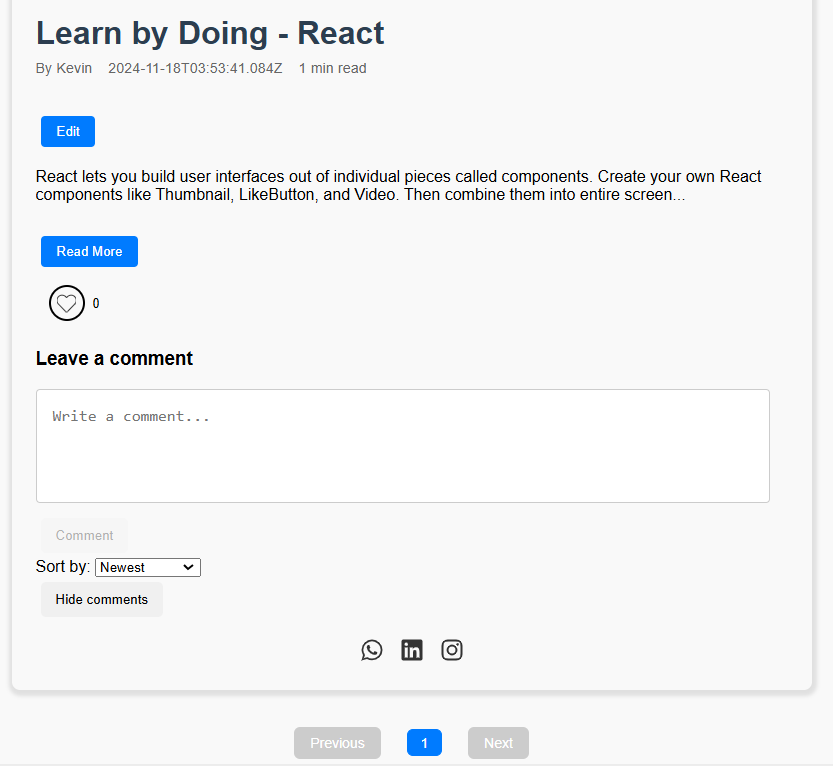 Learn by Doing - React
By Kevin 2024-11-18T03:53:41.084Z 1 min read
Edit
React lets you build user interfaces out of individual pieces called components. Create your own React
components like Thumbnail, LikeButton, and Video. Then combine them into entire screen...
Read More
0
Leave a comment
Write a comment...
Comment
Sort by: Newest
Hide comments
in
Previous 1 Next